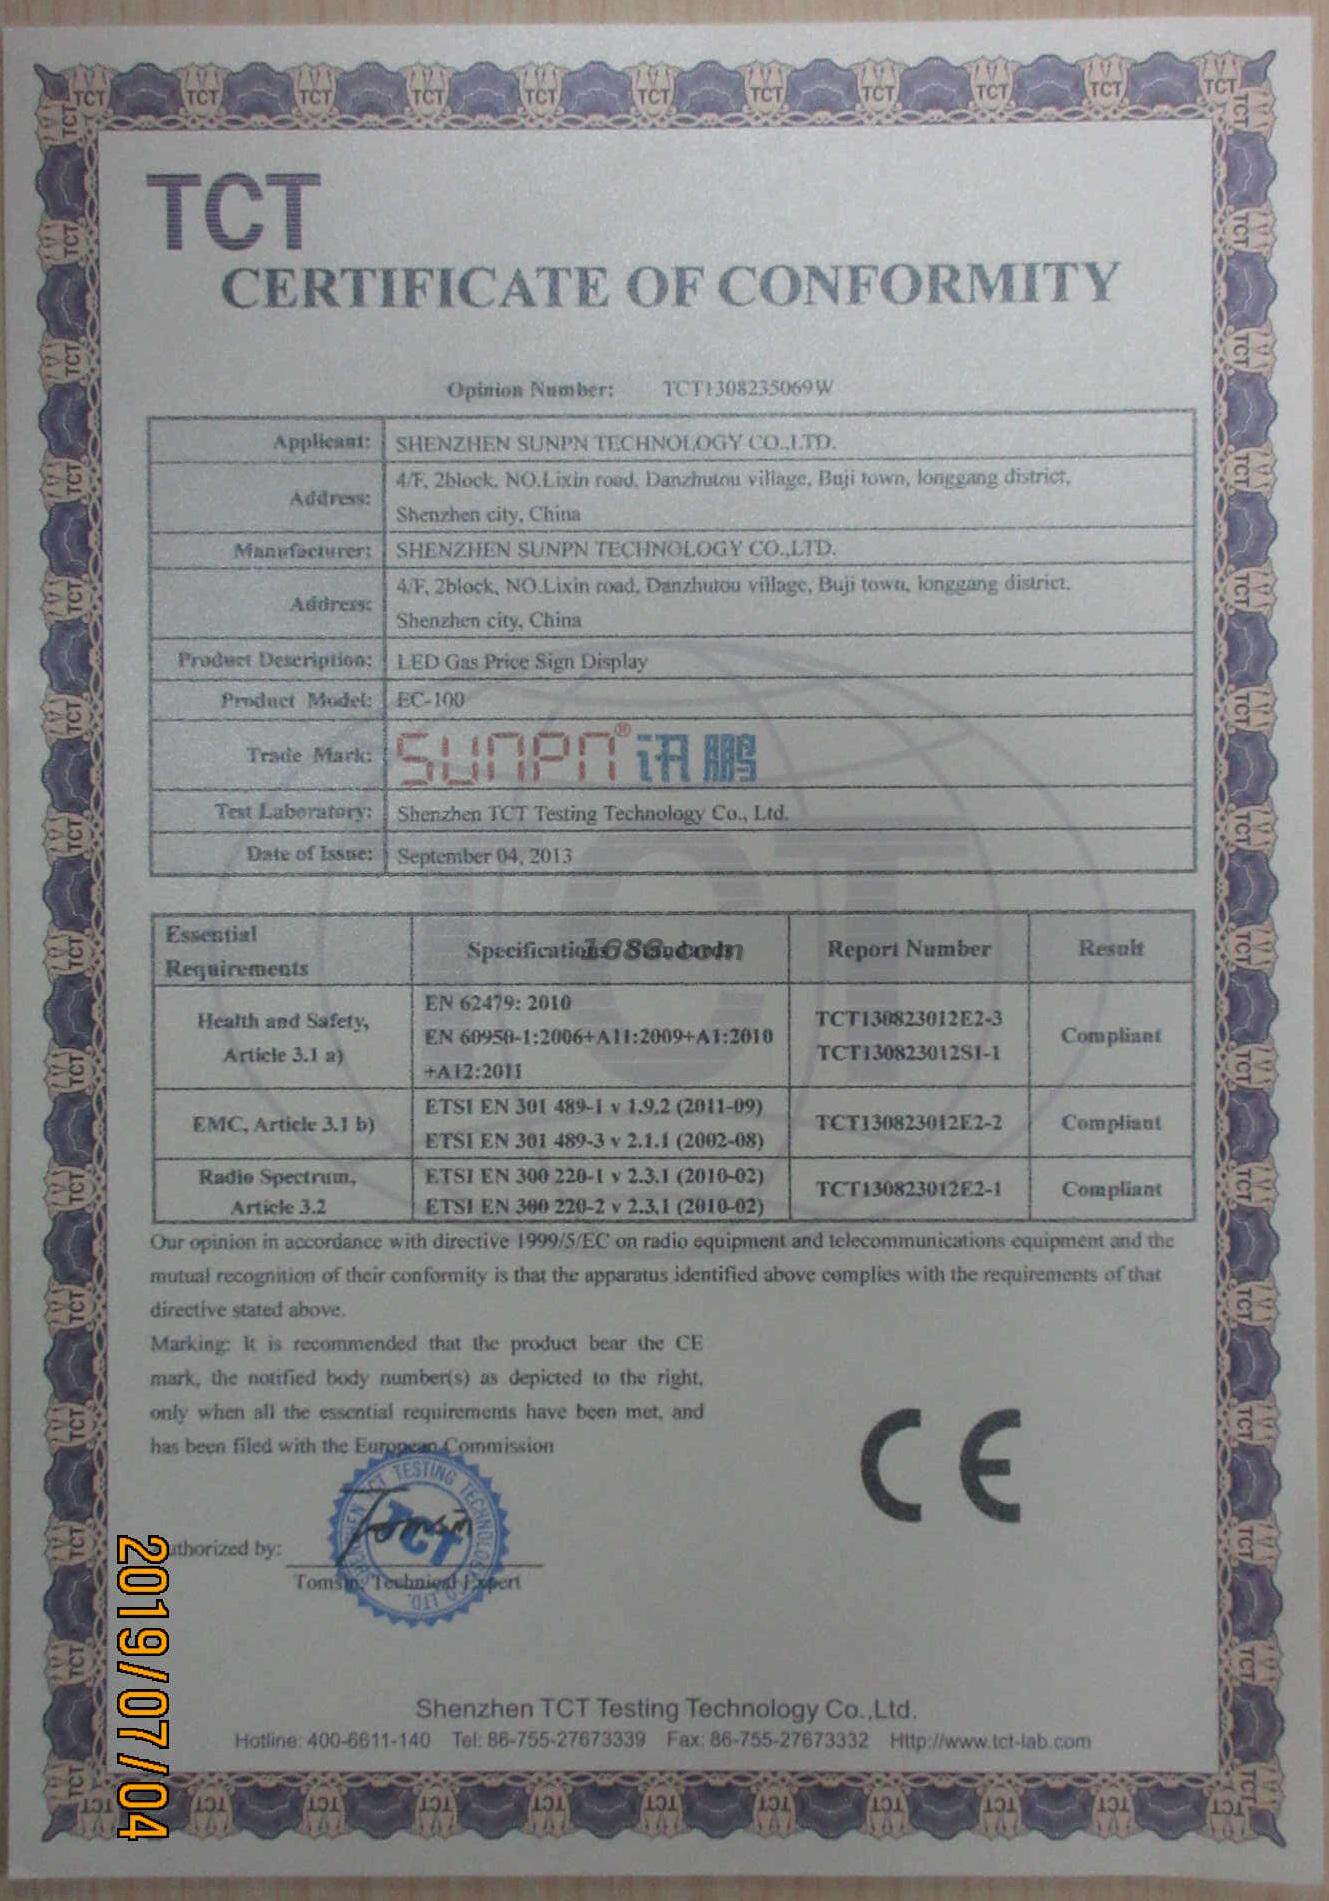 TCT
CERTIFICATE OF CONFORMITY
Opinion Number: TCT1308235069W
Applicant: SHENZHEN SUNPN TECHNOLOGY CO.,LTD.
Address: 4/F, 2block, NO.Lixin road, Danzhutou village, Buji town, longgang district,
Shenzhen city, China
Manufacturer: SHENZHEN SUNPN TECHNOLOGY CO.,LTD.
Address: 4/F, 2block, NO.Lixin road, Danzhutou village, Buji town, longgang district,
Shenzhen city, China
Product Description: LED Gas Price Sign Display
Product Model: EC-100
Trade Mark: SUNPN® 讯鹏
Test Laboratory: Shenzhen TCT Testing Technology Co., Ltd.
Date of Issue: September 04, 2013
Essential
Requirements
Specifications / Standards
1688.com
Report Number
Result
Health and Safety,
Article 3.1 a)
EN 62479: 2010
EN 60950-1:2006+A11:2009+A1:2010
+A12:2011
TCT130823012E2-3
TCT130823012S1-1
Compliant
EMC, Article 3.1 b)
ETSI EN 301 489-1 v 1.9.2 (2011-09)
ETSI EN 301 489-3 v 2.1.1 (2002-08)
TCT130823012E2-2
Compliant
Radio Spectrum,
Article 3.2
ETSI EN 300 220-1 v 2.3.1 (2010-02)
ETSI EN 300 220-2 v 2.3.1 (2010-02)
TCT130823012E2-1
Compliant
Our opinion in accordance with directive 1999/5/EC on radio equipment and telecommunications equipment and the
mutual recognition of their conformity is that the apparatus identified above complies with the requirements of that
directive stated above.
Marking: It is recommended that the product bear the CE
mark, the notified body number(s) as depicted to the right,
only when all the essential requirements have been met, and
has been filed with the European Commission
CE
Authorized by:
Tomsin, Technical Expert
SHENZHEN TCT TESTING TECHNOLOGY CO., LTD.
TCT
2019/07/04
Shenzhen TCT Testing Technology Co.,Ltd.
Hotline: 400-6611-140 Tel: 86-755-27673339 Fax: 86-755-27673332 Http://www.tct-lab.com